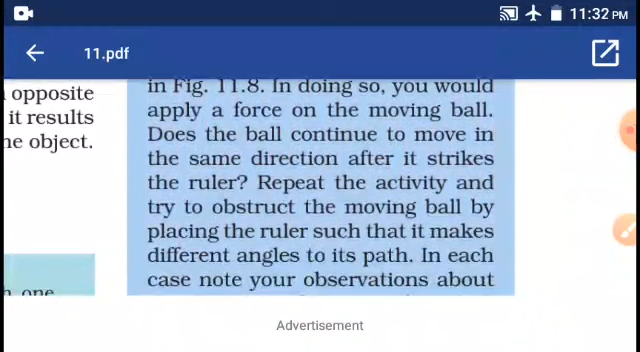 11:32 PM
11.pdf
opposite
it results
object.
in Fig. 11.8. In doing so, you would
apply a force on the moving ball.
Does the ball continue to move in
the same direction after it strikes
the ruler? Repeat the activity and
try to obstruct the moving ball by
placing the ruler such that it makes
different angles to its path. In each
case note your observations about
one
Advertisement